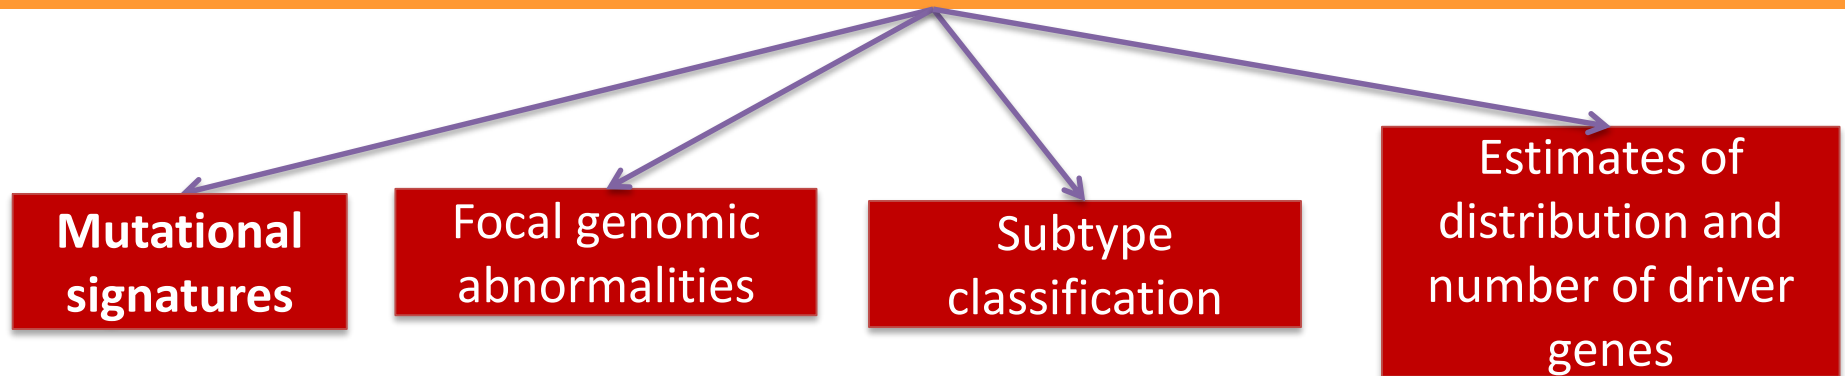 Mutational
signatures
Focal genomic
abnormalities
Subtype
classification
Estimates of
distribution and
number of driver
genes